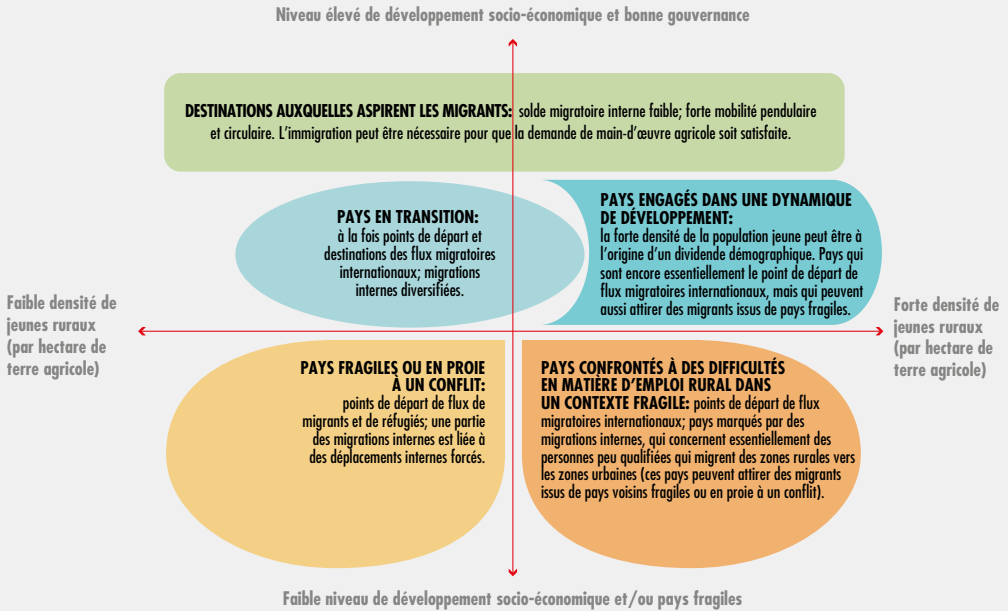 Niveau élevé de développement socio-économique et bonne gouvernance
DESTINATIONS AUXQUELLES ASPIRENT LES MIGRANTS: solde migratoire interne faible; forte mobilité pendulaire
et circulaire. L'immigration peut être nécessaire pour que la demande de main-d'œuvre agricole soit satisfaite.
PAYS EN TRANSITION:
à la fois points de départ et
destinations des flux migratoires
internationaux; migrations
internes diversifiées.
PAYS ENGAGÉS DANS UNE DYNAMIQUE
DE DÉVELOPPEMENT:
la forte densité de la population jeune peut être à
l'origine d'un dividende démographique. Pays qui
sont encore essentiellement le point de départ de
flux migratoires internationaux, mais qui peuvent
aussi attirer des migrants issus de pays fragiles.
Faible densité de
jeunes ruraux
(par hectare de
terre agricole)
Forte densité de
jeunes ruraux
(par hectare de
terre agricole)
PAYS FRAGILES OU EN PROIE
À UN CONFLIT:
points de départ de flux de
migrants et de réfugiés; une partie
des migrations internes est liée à
des déplacements internes forcés.
PAYS CONFRONTÉS À DES DIFFICULTÉS
EN MATIÈRE D'EMPLOI RURAL DANS
UN CONTEXTE FRAGILE: points de départ de flux
migratoires internationaux; pays marqués par des
migrations internes, qui concernent essentiellement des
personnes peu qualifiées qui migrent des zones rurales vers
les zones urbaines (ces pays peuvent attirer des migrants
issus de pays voisins fragiles ou en proie à un conflit).
Faible niveau de développement socio-économique et/ou pays fragiles